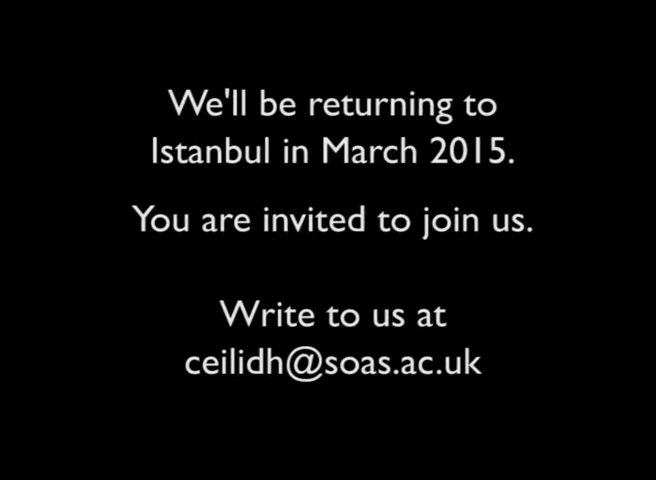 We'll be returning to
Istanbul in March 2015.
You are invited to join us.
Write to us at
ceilidh@soas.ac.uk